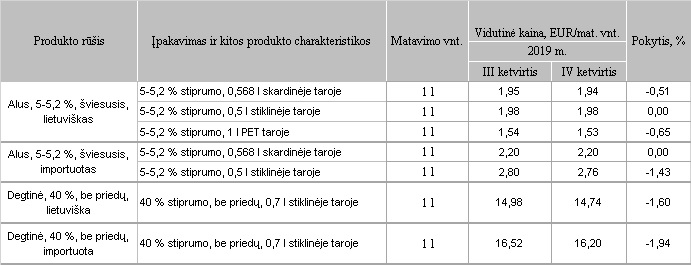 Produkto rūšis Įpakavimas ir kitos produkto charakteristikos Matavimo vnt. Vidutinė kaina, EUR/mat. vnt. Pokytis, %
2019 m.
III ketvirtis IV ketvirtis
Alus, 5-5,2 %, šviesusis, lietuviškas 5-5,2 % stiprumo, 0,568 l skardinėje taroje 1 l 1,95 1,94 -0,51
5-5,2 % stiprumo, 0,5 l stiklinėje taroje 1 l 1,98 1,98 0,00
5-5,2 % stiprumo, 1 l PET taroje 1 l 1,54 1,53 -0,65
Alus, 5-5,2 %, šviesusis, importuotas 5-5,2 % stiprumo, 0,568 l skardinėje taroje 1 l 2,20 2,20 0,00
5-5,2 % stiprumo, 0,5 l stiklinėje taroje 1 l 2,80 2,76 -1,43
Degtinė, 40 %, be priedų, lietuviška 40 % stiprumo, be priedų, 0,7 l stiklinėje taroje 1 l 14,98 14,74 -1,60
Degtinė, 40 %, be priedų, importuota 40 % stiprumo, be priedų, 0,7 l stiklinėje taroje 1 l 16,52 16,20 -1,94